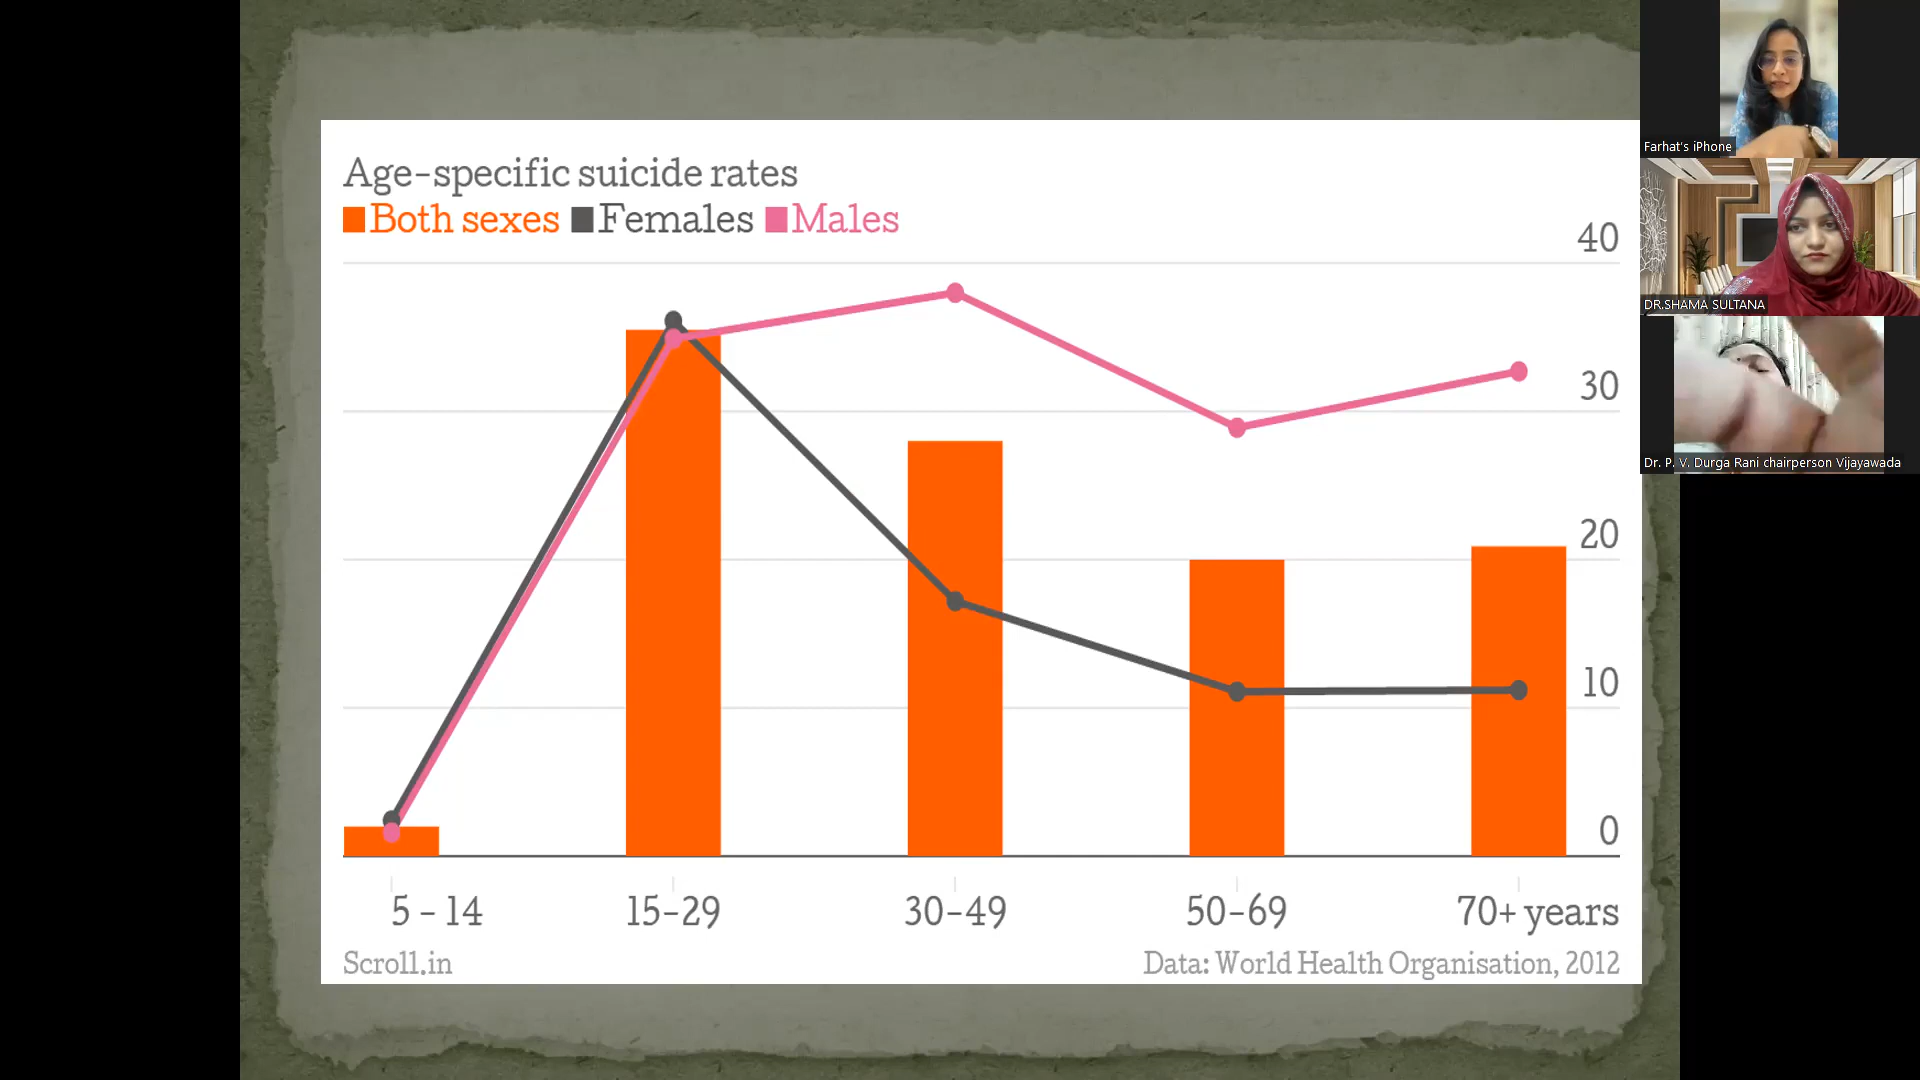 Age-specific suicide rates
Both sexes Females Males
40
30
20
10
0
5 - 14 15-29 30-49 50-69 70+ years
Scroll.in Data: World Health Organisation, 2012
Farhat's iPhone
DR.SHAMA SULTANA
Dr. P. V. Durga Rani chairperson Vijayawada